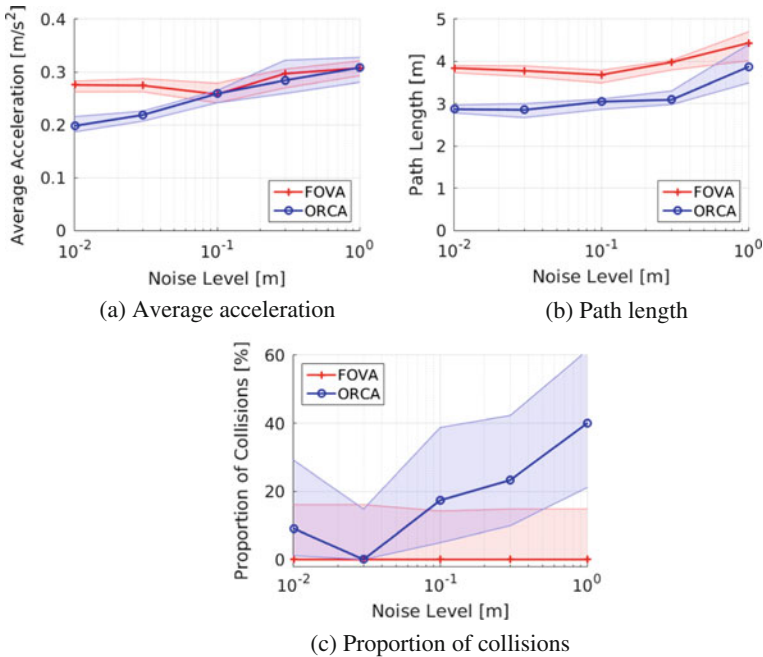 0.4
0.3
0.2
0.1
0
Average Acceleration [m/s²]
FOVA
ORCA
10⁻² 10⁻¹ 10⁰
Noise Level [m]
(a) Average acceleration
5
4
3
2
1
0
Path Length [m]
FOVA
ORCA
10⁻² 10⁻¹ 10⁰
Noise Level [m]
(b) Path length
60
40
20
0
Proportion of Collisions [%]
FOVA
ORCA
10⁻² 10⁻¹ 10⁰
Noise Level [m]
(c) Proportion of collisions